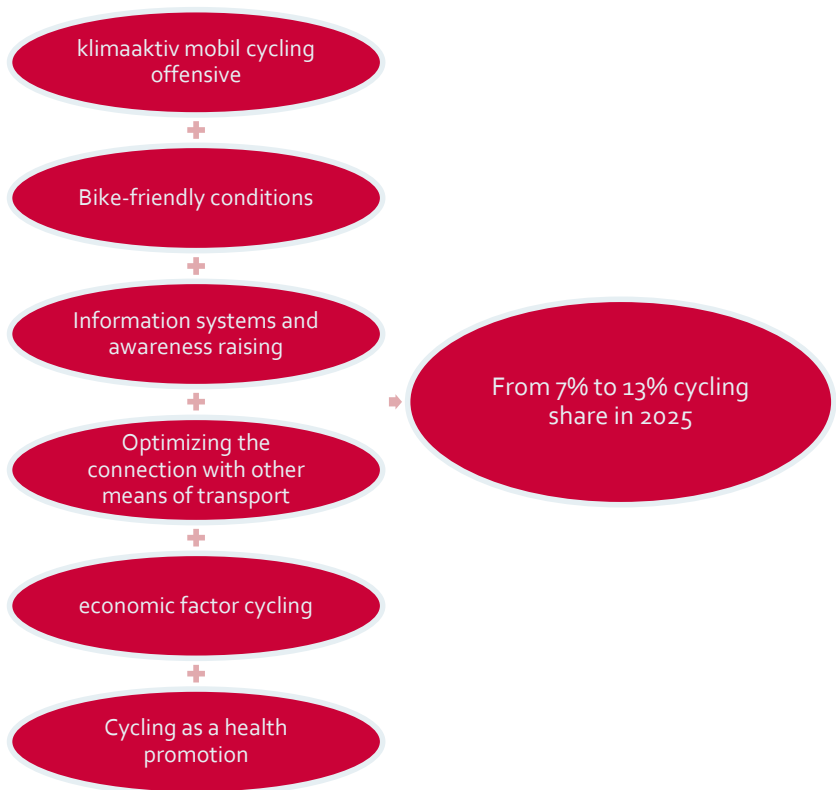 klimaaktiv mobil cycling
offensive
Bike-friendly conditions
Information systems and
awareness raising
Optimizing the
connection with other
means of transport
economic factor cycling
Cycling as a health
promotion
From 7% to 13% cycling
share in 2025